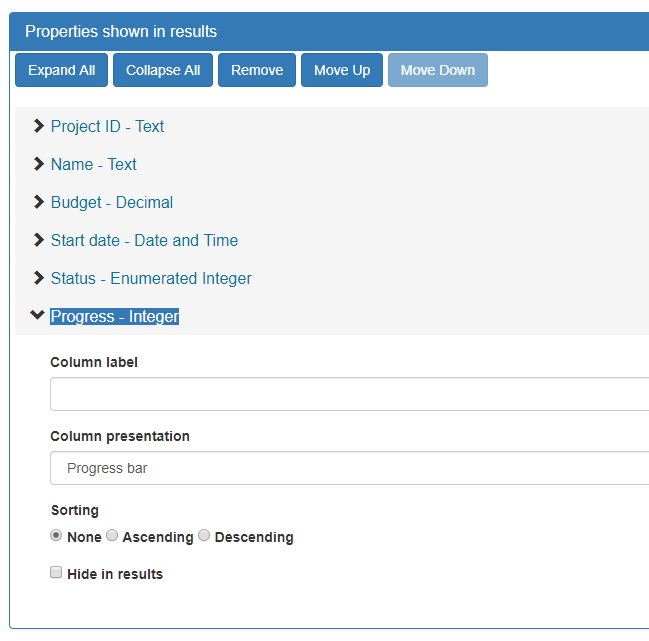 Properties shown in results
Expand All Collapse All Remove Move Up Move Down
Project ID - Text
Name - Text
Budget - Decimal
Start date - Date and Time
Status - Enumerated Integer
Progress - Integer
Column label
Column presentation
Progress bar
Sorting
None Ascending Descending
Hide in results